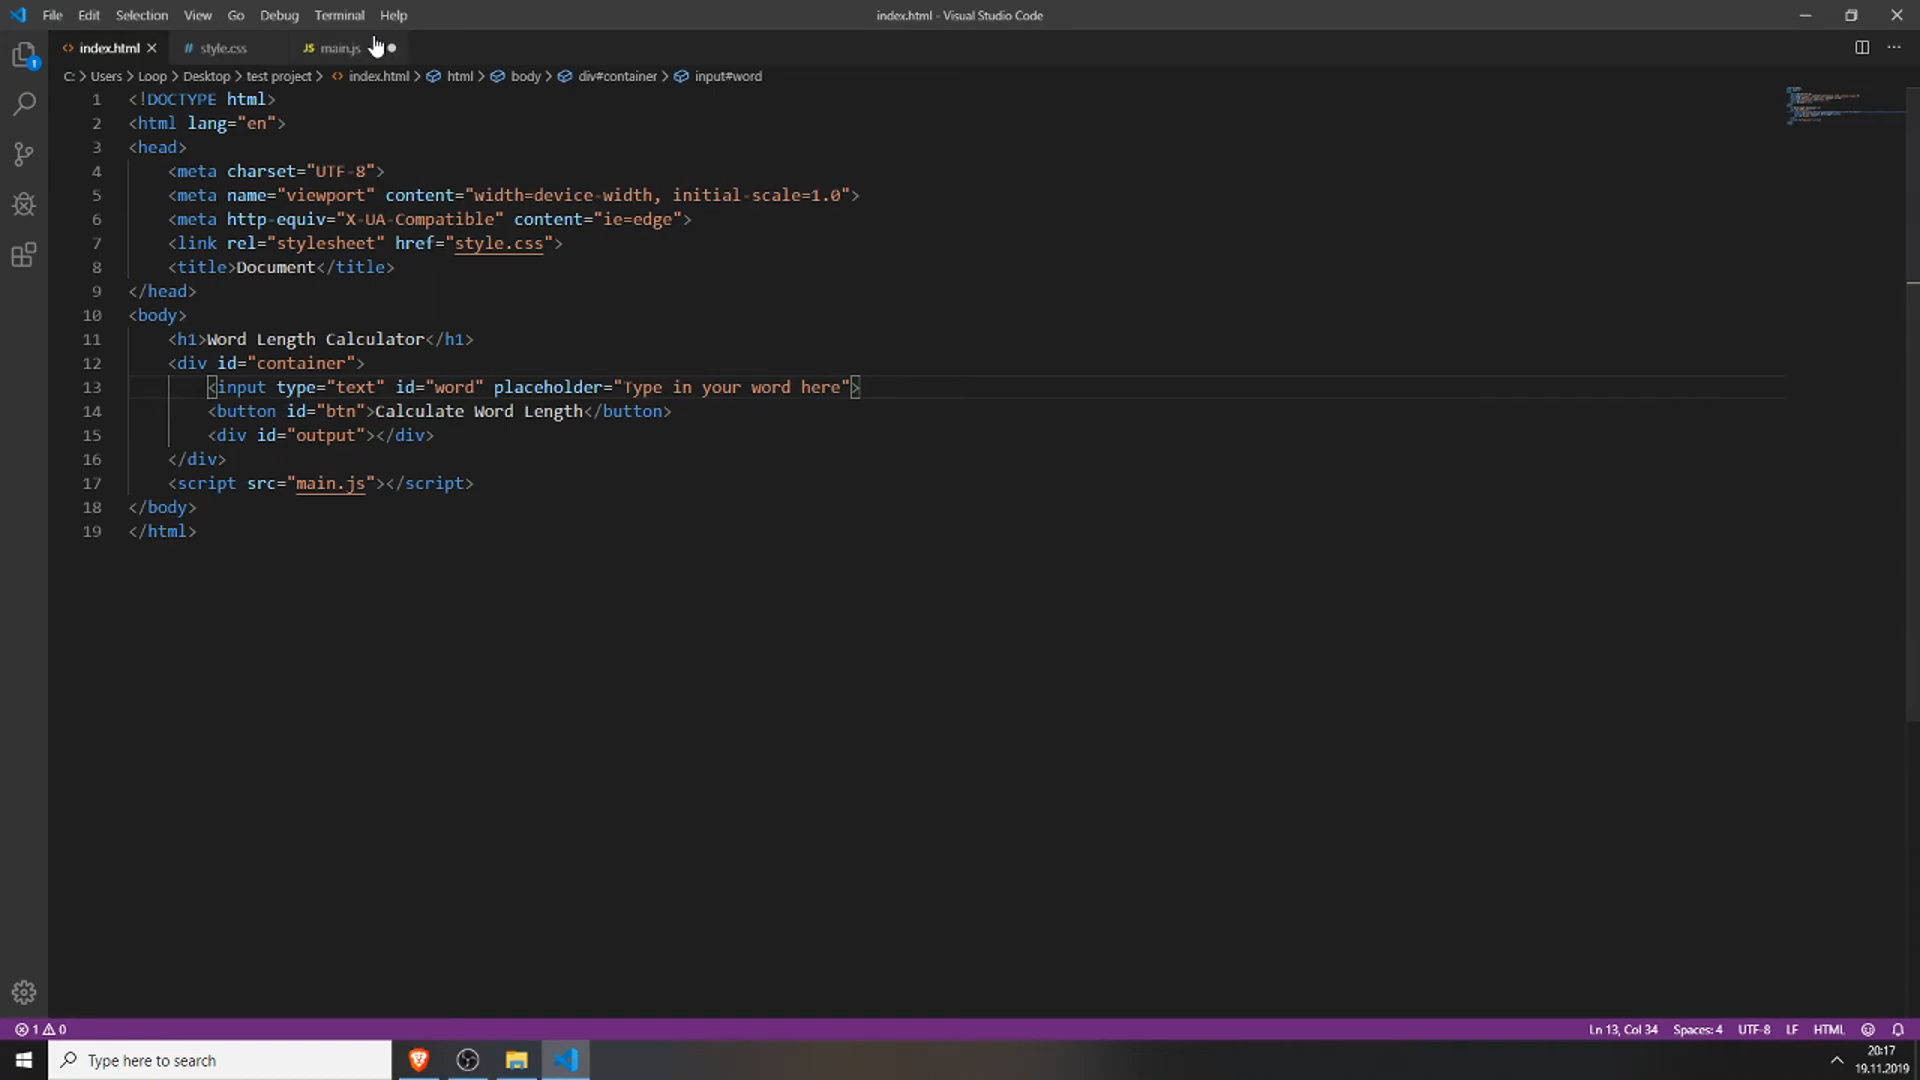 File Edit Selection View Go Debug Terminal Help index.html - Visual Studio Code
index.html style.css JS main.js
C: > Users > Loop > Desktop > test project > index.html > html > body > div#container > input#word
1 <!DOCTYPE html>
2 <html lang="en">
3 <head>
4 <meta charset="UTF-8">
5 <meta name="viewport" content="width=device-width, initial-scale=1.0">
6 <meta http-equiv="X-UA-Compatible" content="ie=edge">
7 <link rel="stylesheet" href="style.css">
8 <title>Document</title>
9 </head>
10 <body>
11 <h1>Word Length Calculator</h1>
12 <div id="container">
13 <input type="text" id="word" placeholder="Type in your word here">
14 <button id="btn">Calculate Word Length</button>
15 <div id="output"></div>
16 </div>
17 <script src="main.js"></script>
18 </body>
19 </html>
1
1 0 Ln 13, Col 34 Spaces: 4 UTF-8 LF HTML
Type here to search
20:17
19.11.2019